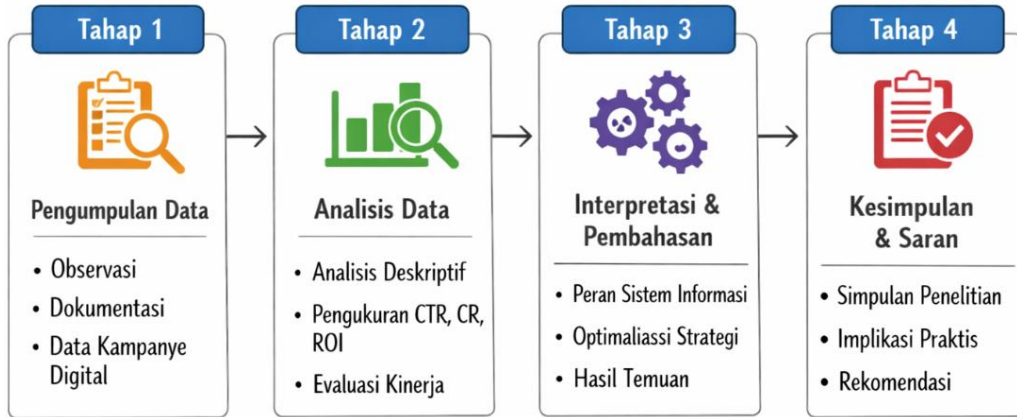 Tahap 1
Pengumpulan Data
• Observasi
• Dokumentasi
• Data Kampanye
Digital
Tahap 2
Analisis Data
• Analisis Deskriptif
• Pengukuran CTR, CR,
ROI
• Evaluasi Kinerja
Tahap 3
Interpretasi &
Pembahasan
• Peran Sistem Informasi
• Optimaliassi Strategi
• Hasil Temuan
Tahap 4
Kesimpulan
& Saran
• Simpulan Penelitian
• Implikasi Praktis
• Rekomendasi